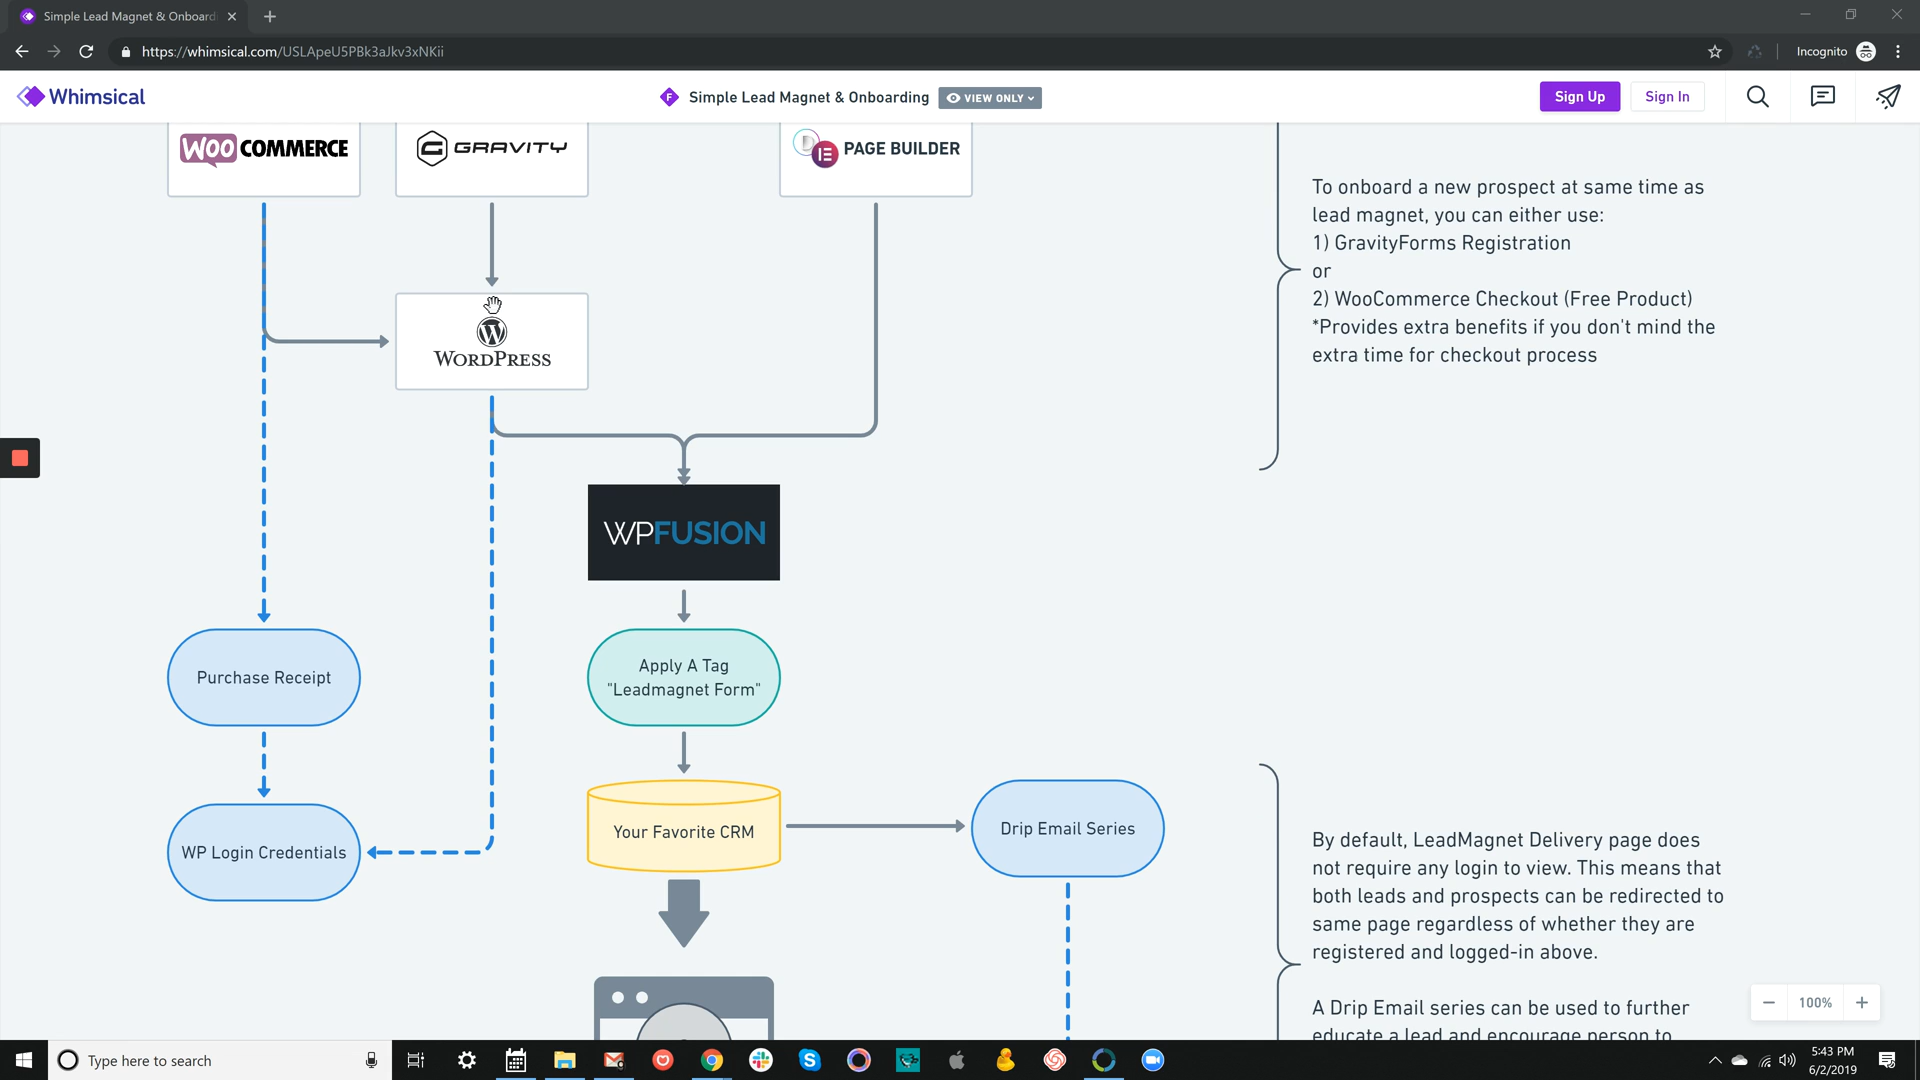 Simple Lead Magnet & Onboard
https://whimsical.com/USLApeU5PBk3aJkv3xNKii
Incognito
Whimsical
Simple Lead Magnet & Onboarding
VIEW ONLY
Sign Up
Sign In
WOO COMMERCE
GRAVITY
PAGE BUILDER
To onboard a new prospect at same time as
lead magnet, you can either use:
1) GravityForms Registration
or
2) WooCommerce Checkout (Free Product)
*Provides extra benefits if you don't mind the
extra time for checkout process
WORDPRESS
WPFUSION
Purchase Receipt
Apply A Tag
"Leadmagnet Form"
WP Login Credentials
Your Favorite CRM
Drip Email Series
By default, LeadMagnet Delivery page does
not require any login to view. This means that
both leads and prospects can be redirected to
same page regardless of whether they are
registered and logged-in above.
A Drip Email series can be used to further
educate a lead and encourage person to
100%
Type here to search
5:43 PM
6/2/2019